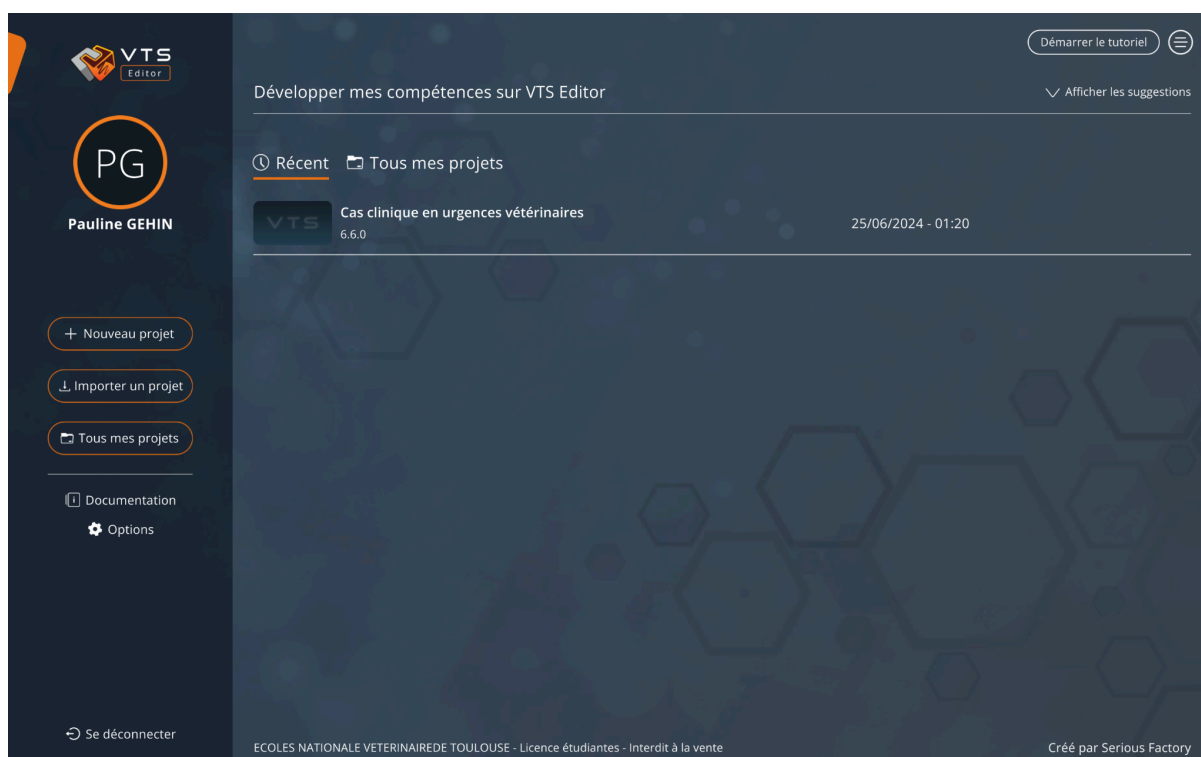 VTS
Editor
PG
Pauline GEHIN
+ Nouveau projet
Importer un projet
Tous mes projets
Documentation
Options
Se déconnecter
Démarrer le tutoriel
Développer mes compétences sur VTS Editor
Afficher les suggestions
Récent
Tous mes projets
VTS
Cas clinique en urgences vétérinaires
6.6.0
25/06/2024 - 01:20
ECOLES NATIONALE VETERINAIREDE TOULOUSE - Licence étudiantes - Interdit à la vente
Créé par Serious Factory